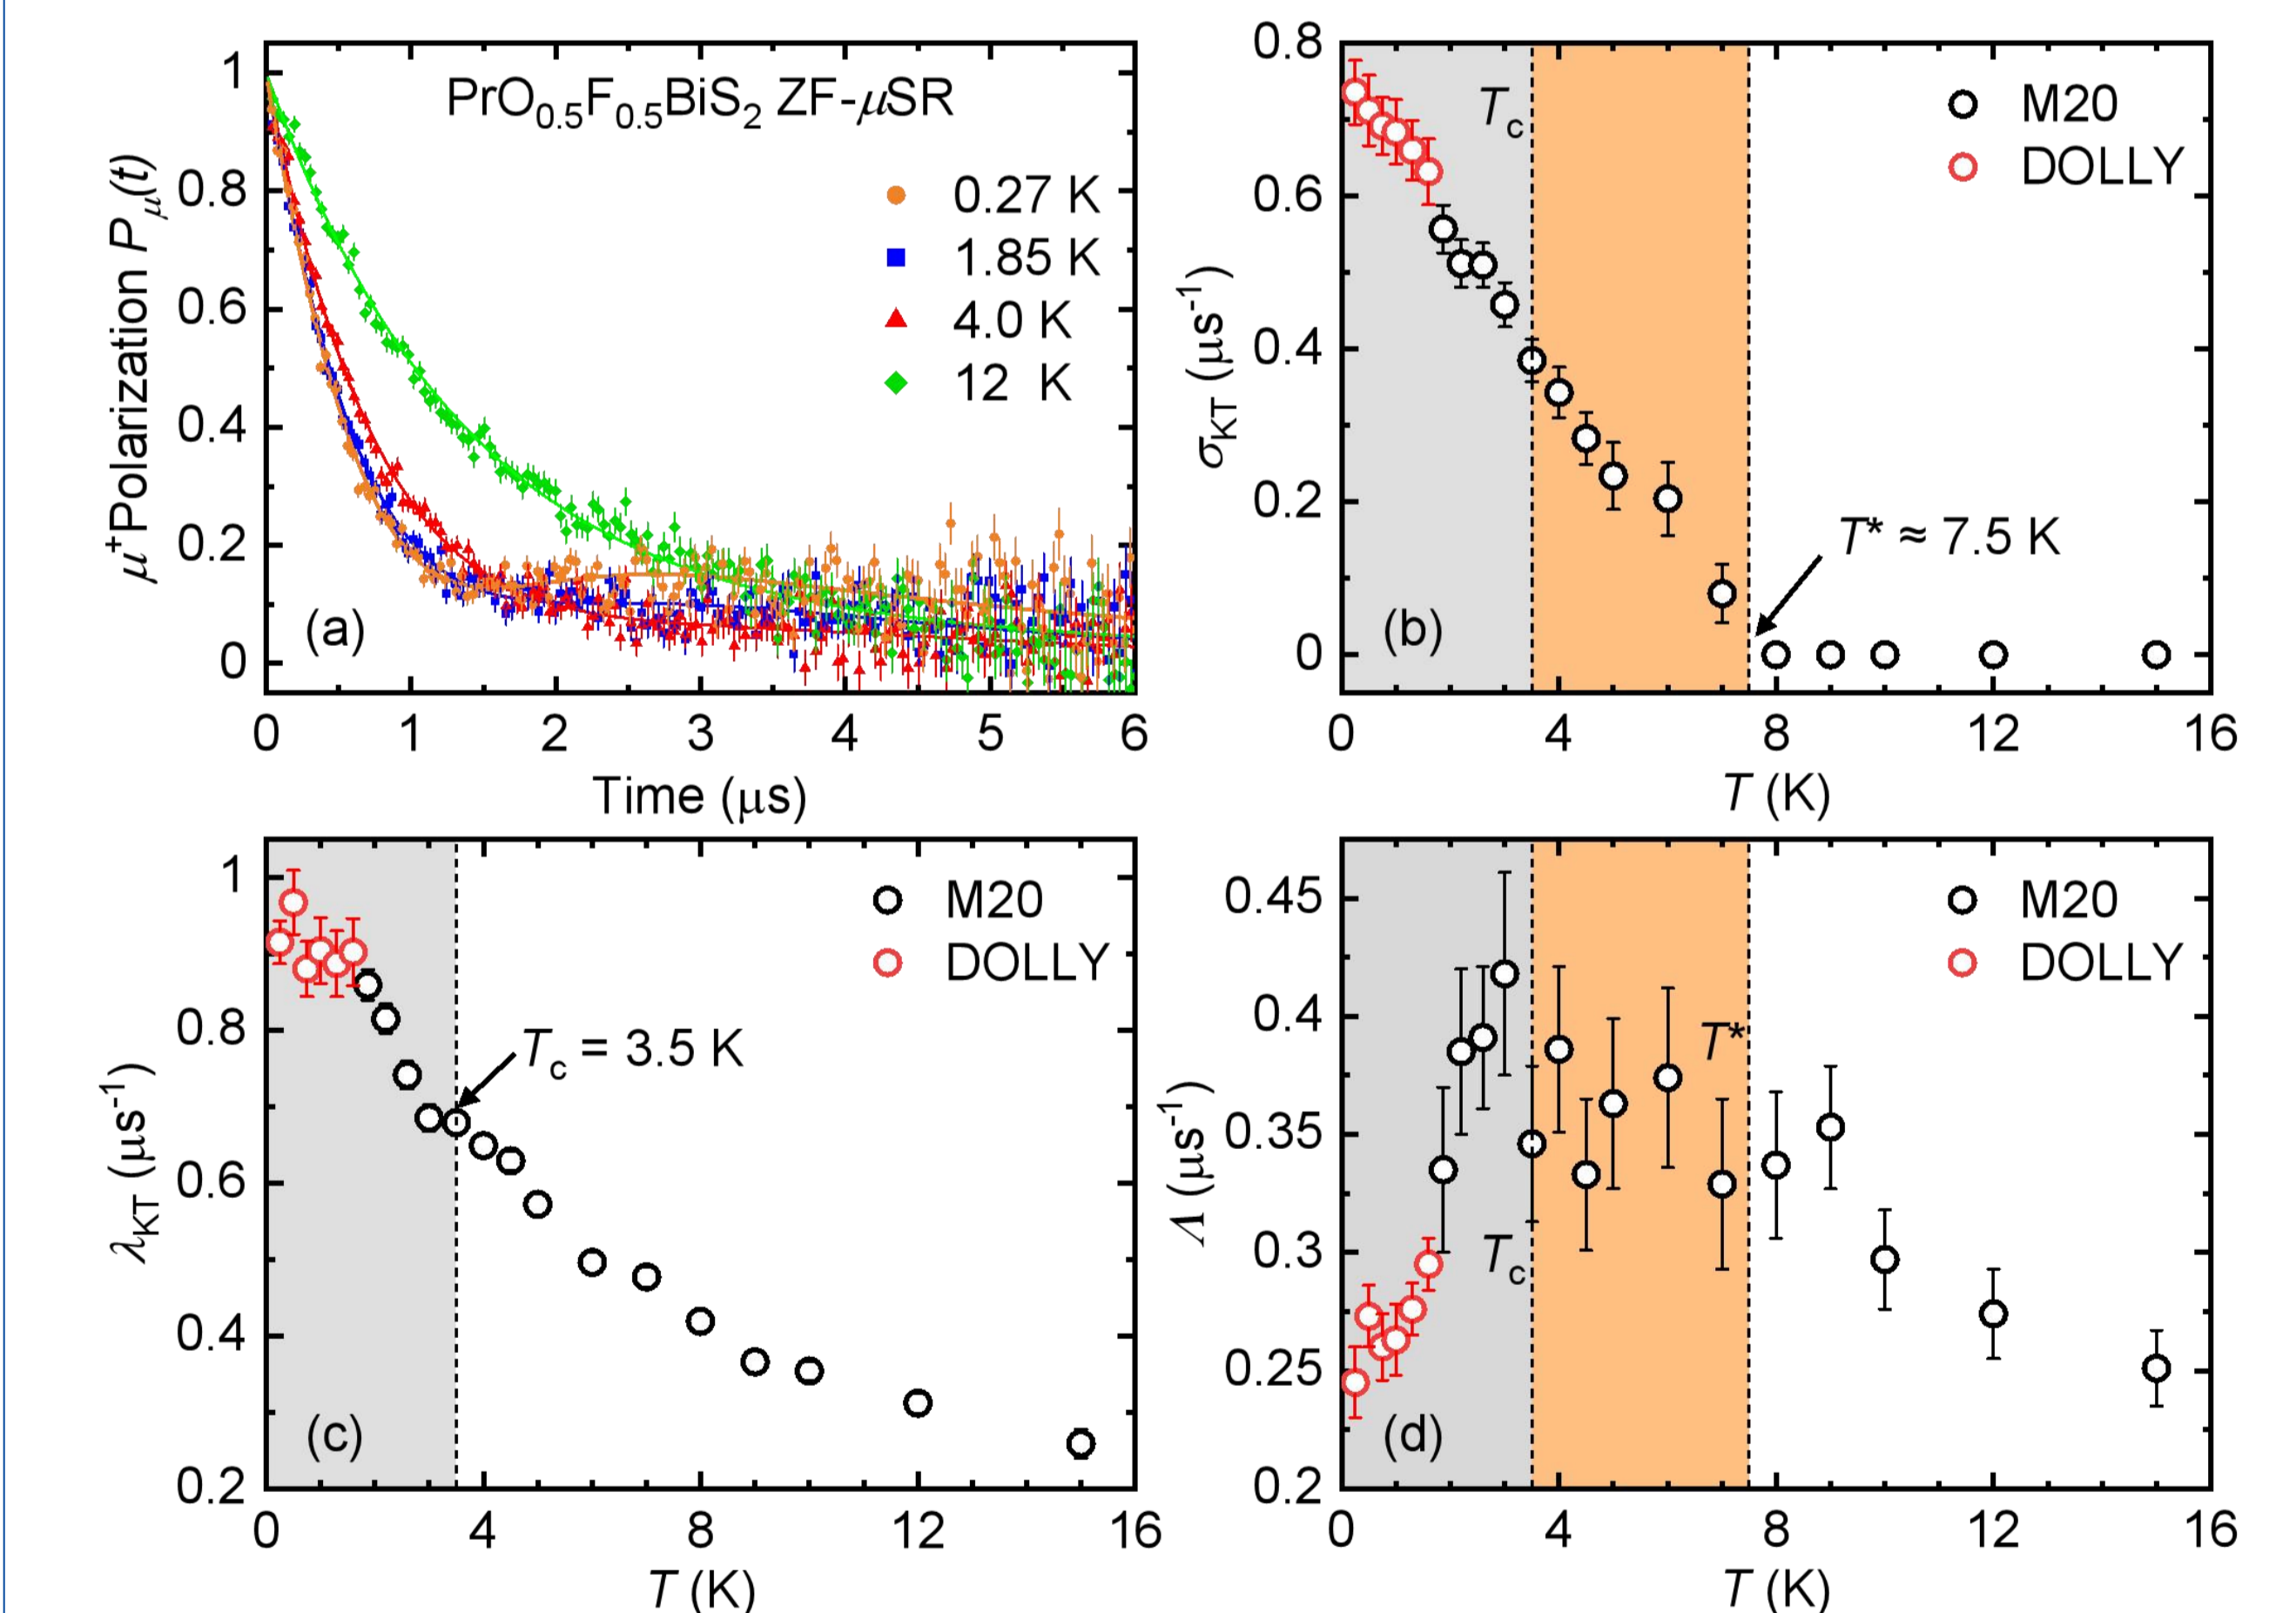 PrO0.5F0.5BiS2 ZF-μSR
0.27 K
1.85 K
4.0 K
12 K
(a)
μ+Polarization Pμ(t)
1
0.8
0.6
0.4
0.2
0
0 1 2 3 4 5 6
Time (μs)
Tc
M20
DOLLY
T* ≈ 7.5 K
(b)
σKT (μs-1)
0.8
0.6
0.4
0.2
0
0 4 8 12 16
T (K)
M20
DOLLY
Tc = 3.5 K
(c)
λKT (μs-1)
1
0.8
0.6
0.4
0.2
0 4 8 12 16
T (K)
M20
DOLLY
T*
Tc
(d)
Λ (μs-1)
0.45
0.4
0.35
0.3
0.25
0.2
0 4 8 12 16
T (K)